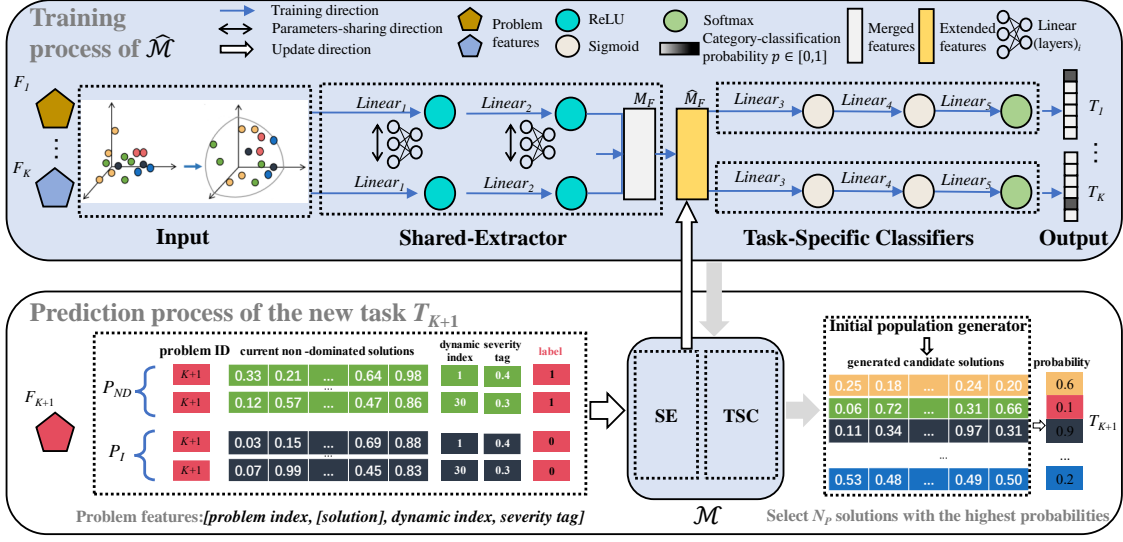 Training
process of M̂
Training direction
Parameters-sharing direction
Update direction
Problem
features
ReLU
Sigmoid
Softmax
Category-classification
probability p ∈ [0,1]
Merged
features
Extended
features
Linear
(layers)i
F1
⋮
FK
Linear1
Linear2
MF
M̂F
Linear3
Linear4
Linear5
T1
Linear1
Linear2
Linear3
Linear4
Linear5
⋮
TK
Input
Shared-Extractor
Task-Specific Classifiers
Output
Prediction process of the new task TK+1
problem ID
current non -dominated solutions
dynamic
index
severity
tag
label
FK+1
PND
K+1 0.33 0.21 ... 0.64 0.98 1 0.4 1
...
K+1 0.12 0.57 ... 0.47 0.86 30 0.3 1
PI
K+1 0.03 0.15 ... 0.69 0.88 1 0.4 0
...
K+1 0.07 0.99 ... 0.45 0.83 30 0.3 0
Problem features:[problem index, [solution], dynamic index, severity tag]
SE
TSC
M
Initial population generator
generated candidate solutions
probability
0.25 0.18 ... 0.24 0.20 0.6
0.06 0.72 ... 0.31 0.66 0.1
0.11 0.34 ... 0.97 0.31 0.9
TK+1
... ...
0.53 0.48 ... 0.49 0.50 0.2
Select NP solutions with the highest probabilities